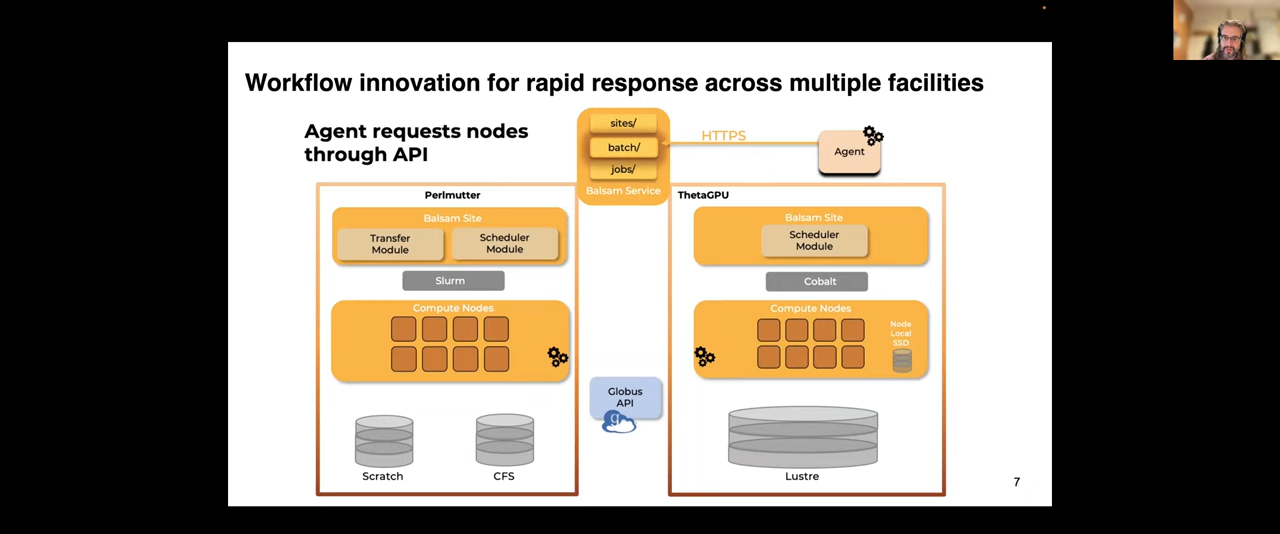 Workflow innovation for rapid response across multiple facilities
Agent requests nodes
through API
sites/
batch/
jobs/
Balsam Service
HTTPS
Agent
Perlmutter
Balsam Site
Transfer
Module
Scheduler
Module
Slurm
Compute Nodes
Scratch
CFS
Globus
API
g
ThetaGPU
Balsam Site
Scheduler
Module
Cobalt
Compute Nodes
Node
Local
SSD
Lustre
7